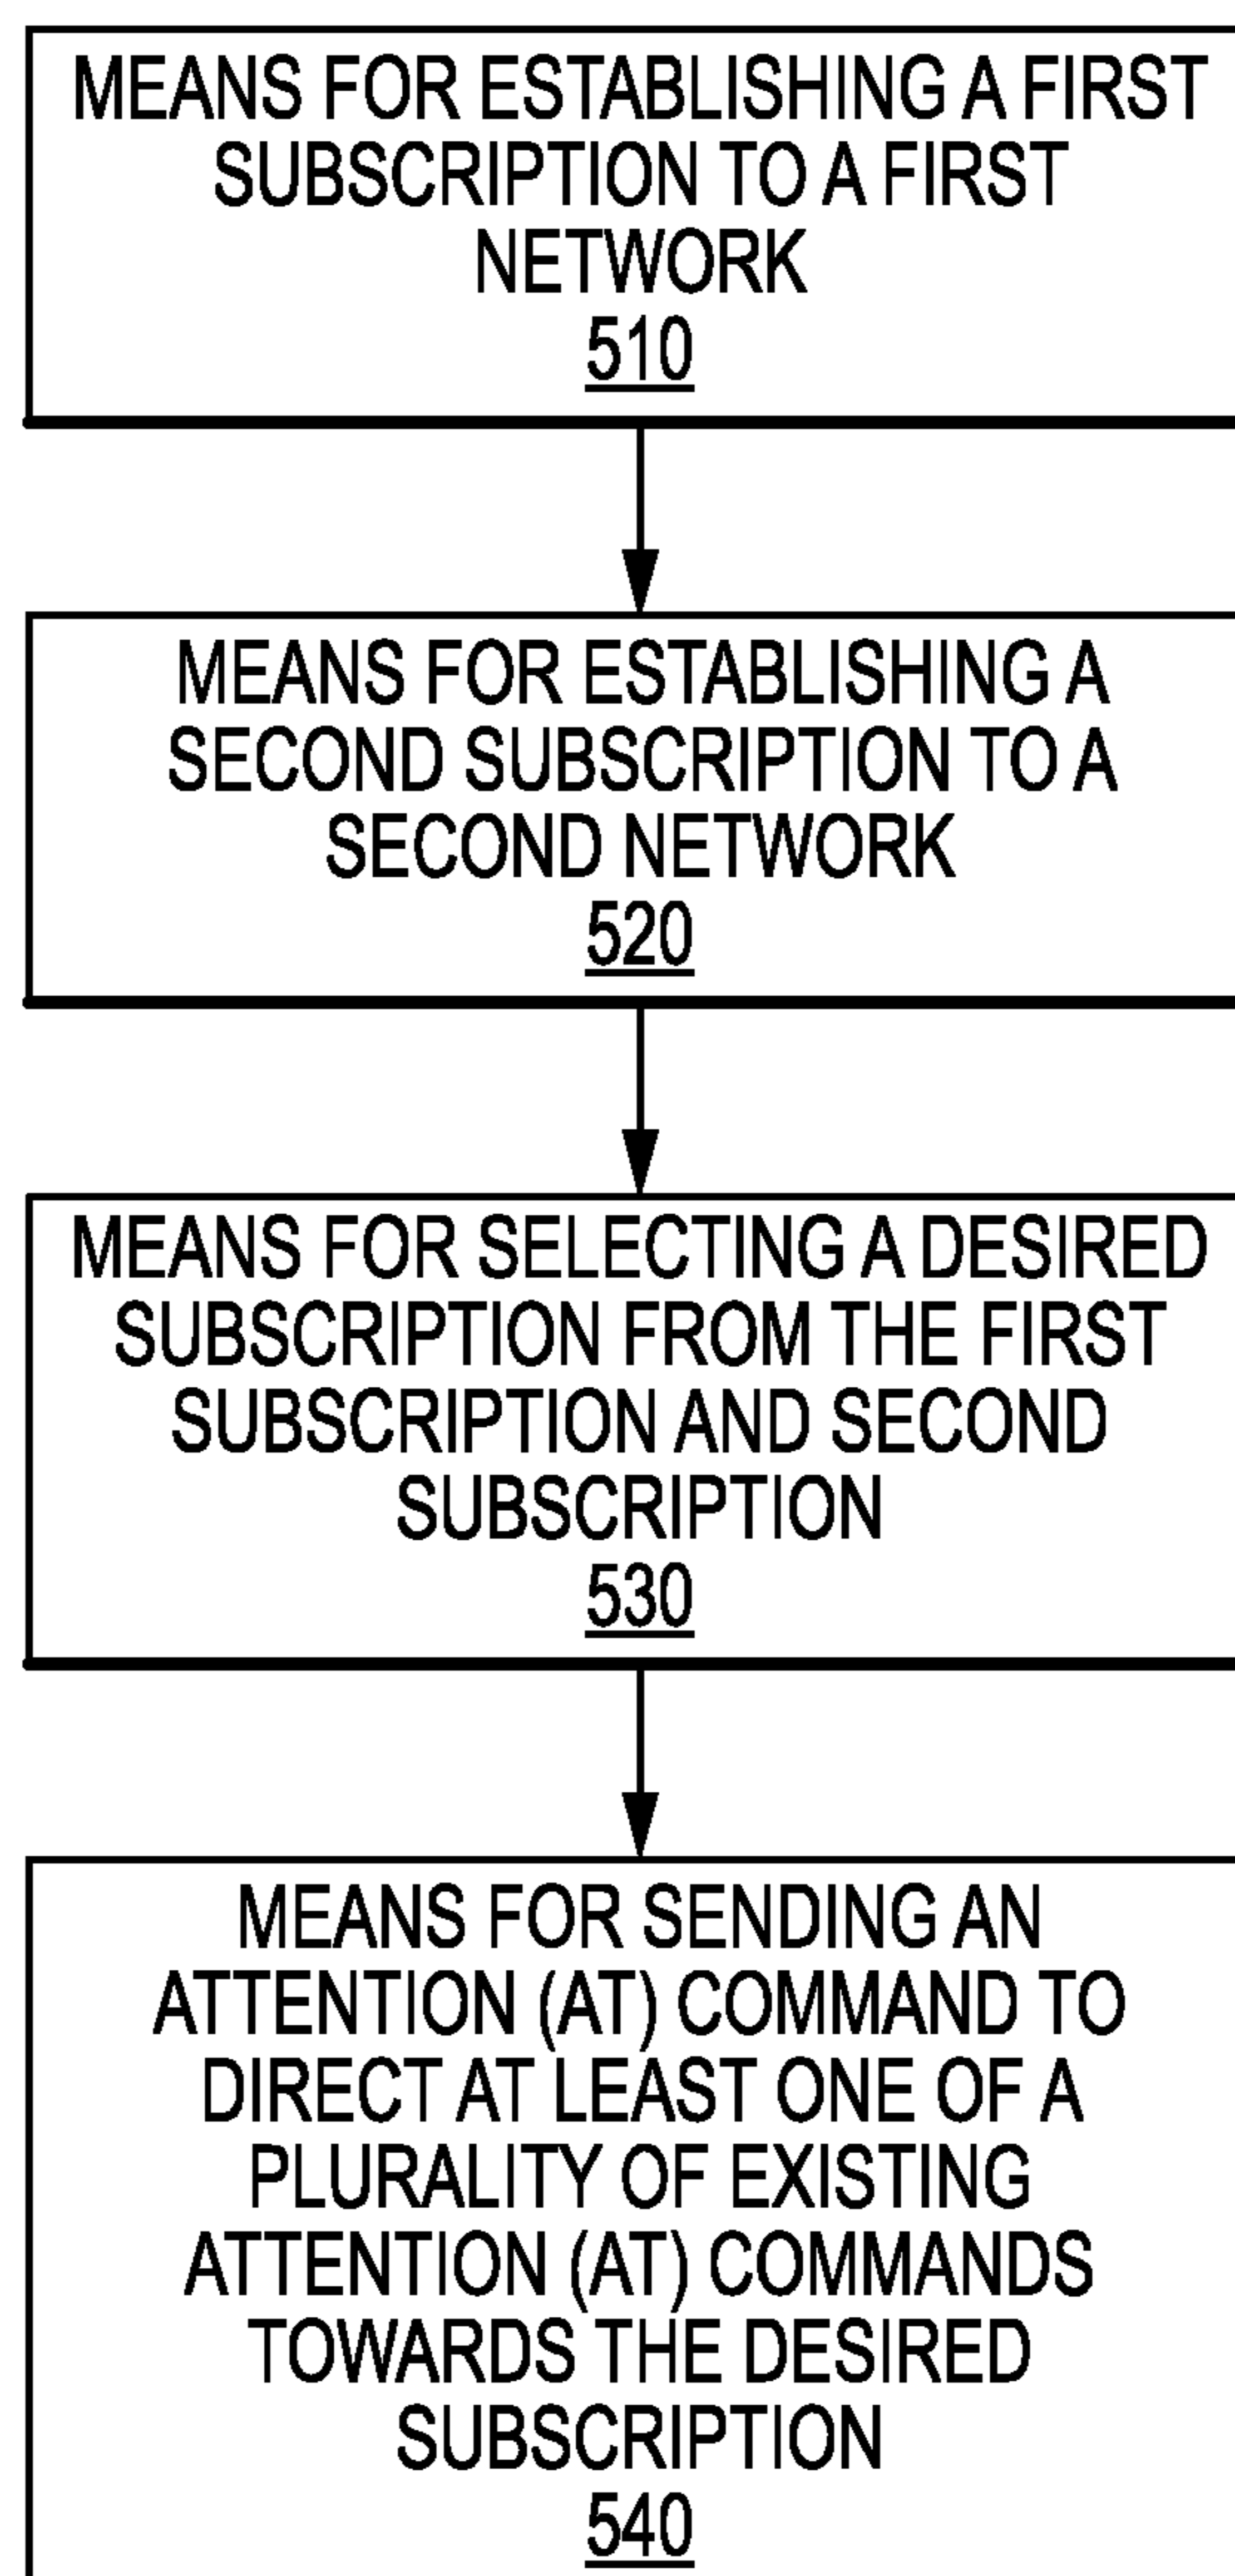 MEANS FOR ESTABLISHING A FIRST
SUBSCRIPTION TO A FIRST
NETWORK
510
MEANS FOR ESTABLISHING A
SECOND SUBSCRIPTION TO A
SECOND NETWORK
520
MEANS FOR SELECTING A DESIRED
SUBSCRIPTION FROM THE FIRST
SUBSCRIPTION AND SECOND
SUBSCRIPTION
530
MEANS FOR SENDING AN
ATTENTION (AT) COMMAND TO
DIRECT AT LEAST ONE OF A
PLURALITY OF EXISTING
ATTENTION (AT) COMMANDS
TOWARDS THE DESIRED
SUBSCRIPTION
540